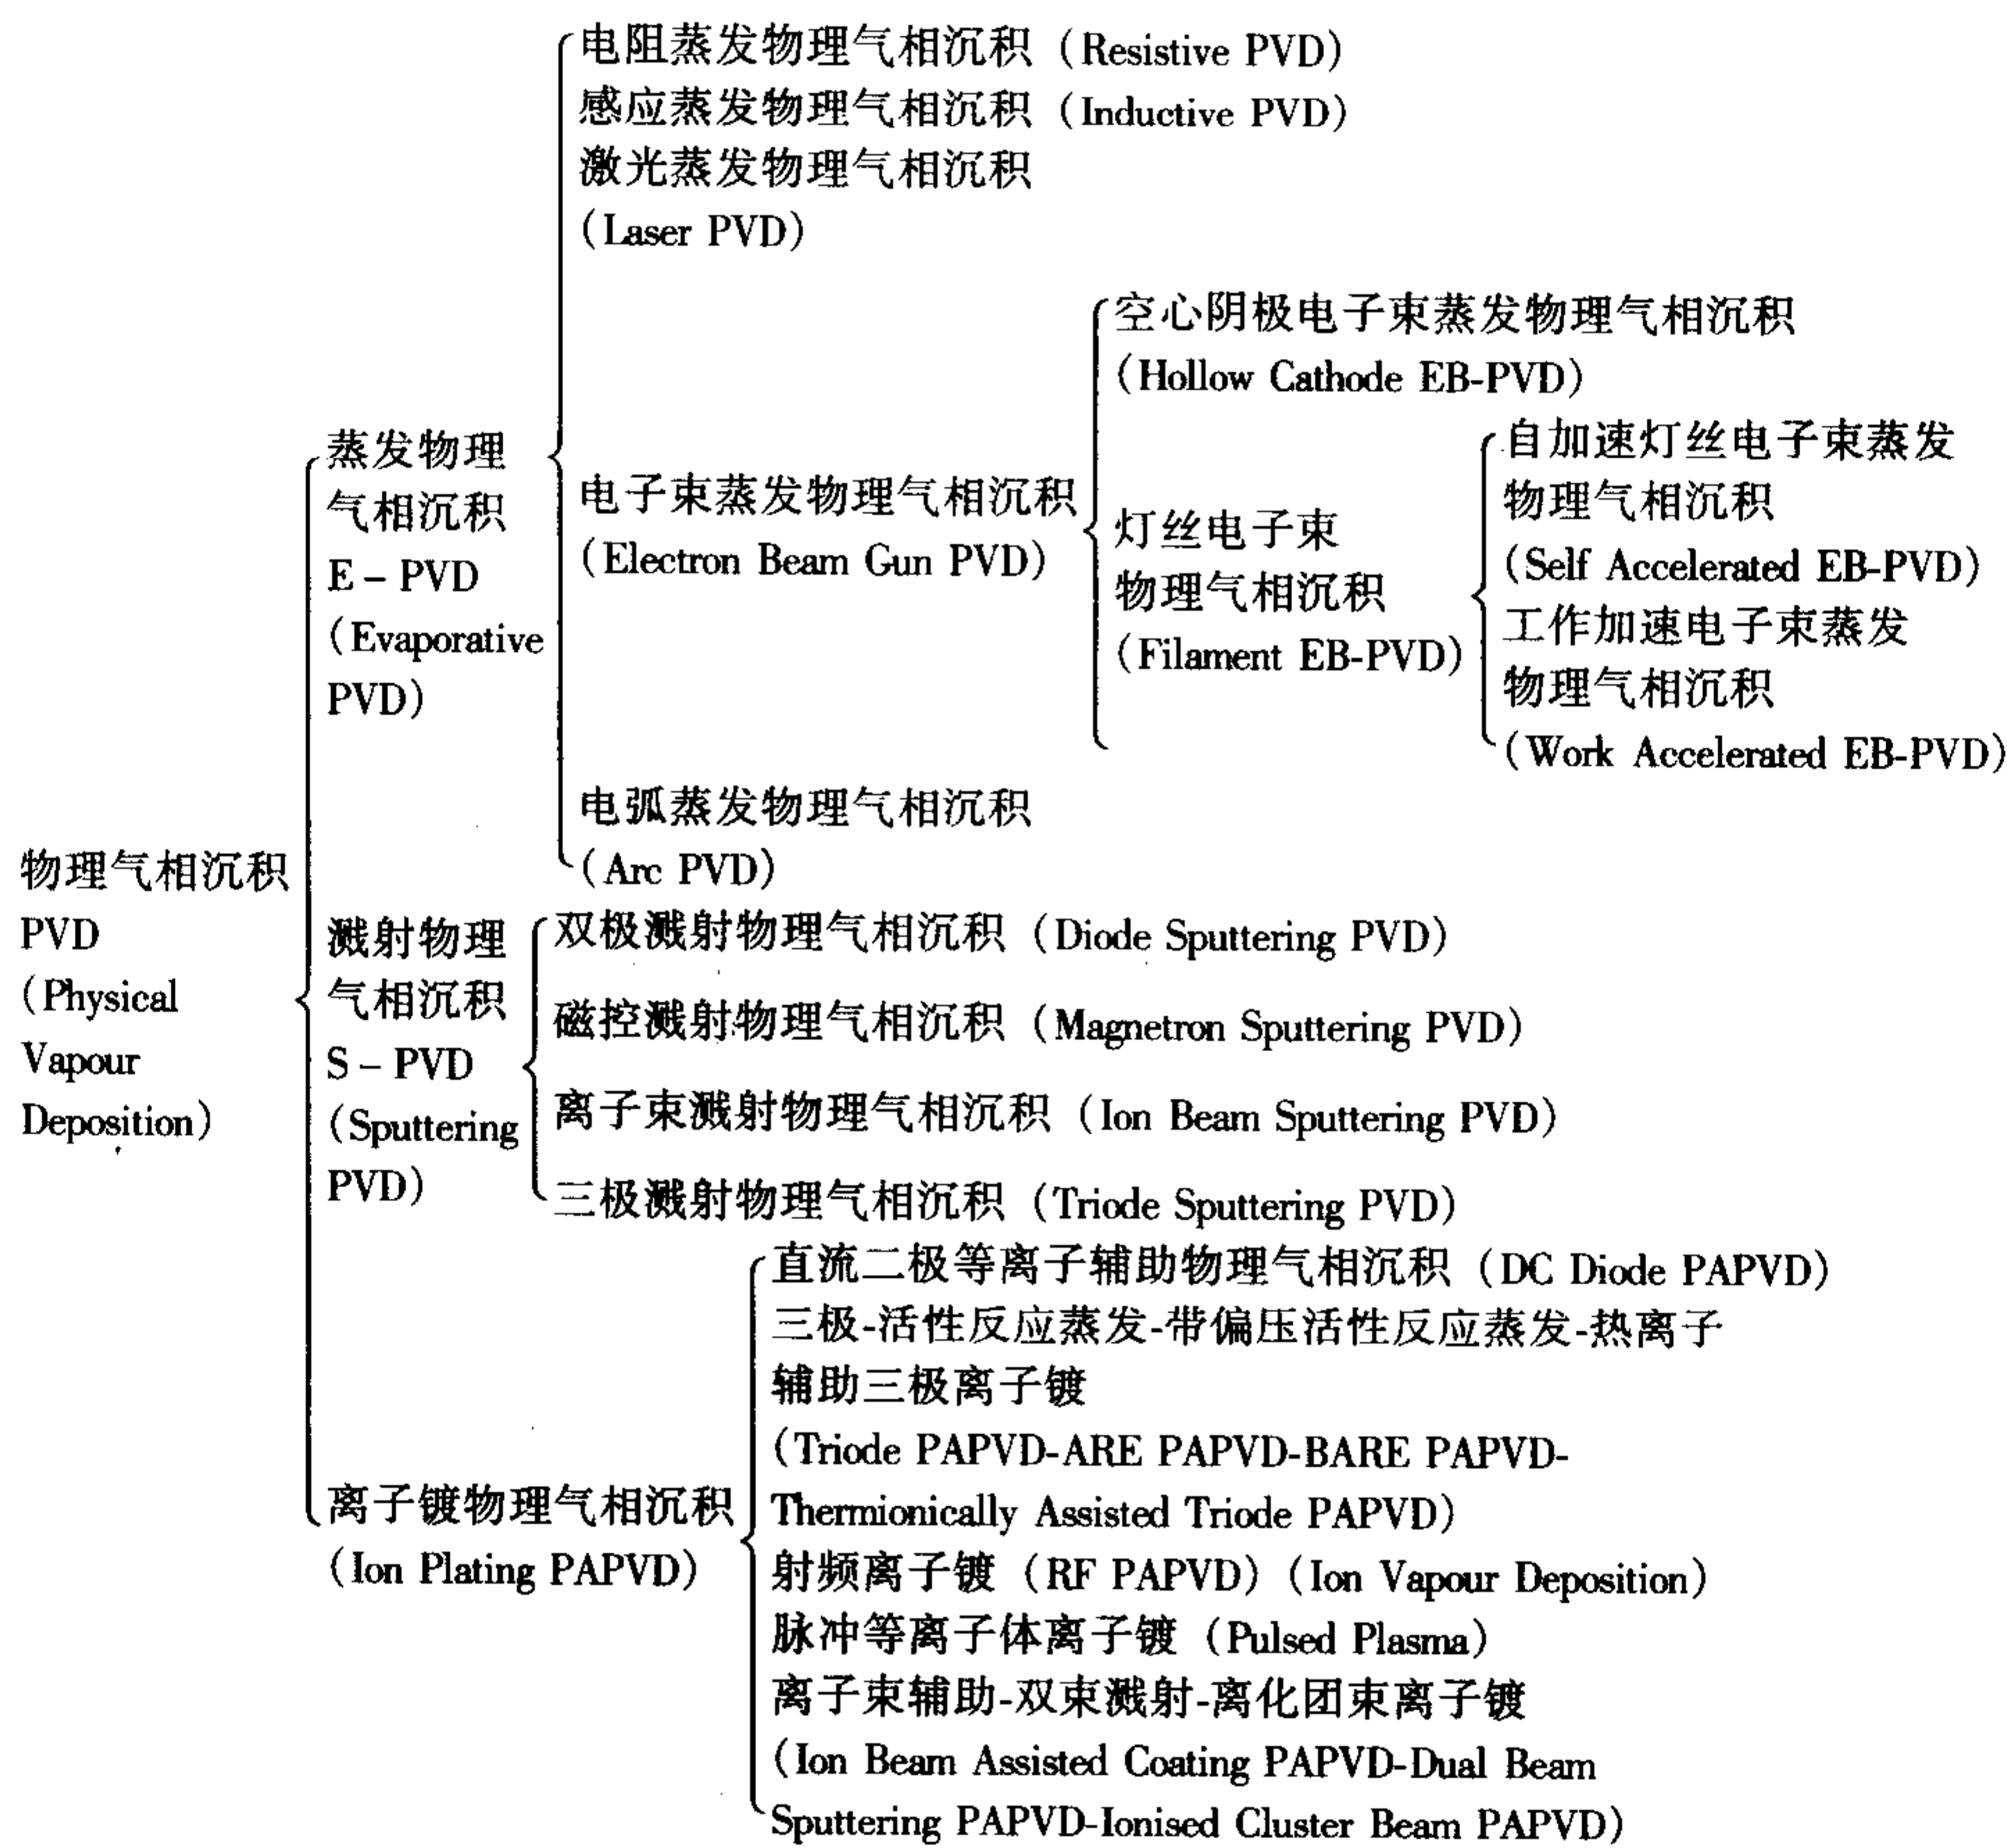 物理气相沉积
PVD
(Physical
Vapour
Deposition)
蒸发物理
气相沉积
E－PVD
(Evaporative
PVD)
电阻蒸发物理气相沉积 (Resistive PVD)
感应蒸发物理气相沉积 (Inductive PVD)
激光蒸发物理气相沉积
(Laser PVD)
电子束蒸发物理气相沉积
(Electron Beam Gun PVD)
空心阴极电子束蒸发物理气相沉积
(Hollow Cathode EB-PVD)
灯丝电子束
物理气相沉积
(Filament EB-PVD)
自加速灯丝电子束蒸发
物理气相沉积
(Self Accelerated EB-PVD)
工作加速电子束蒸发
物理气相沉积
(Work Accelerated EB-PVD)
电弧蒸发物理气相沉积
(Arc PVD)
溅射物理
气相沉积
S－PVD
(Sputtering
PVD)
双极溅射物理气相沉积 (Diode Sputtering PVD)
磁控溅射物理气相沉积 (Magnetron Sputtering PVD)
离子束溅射物理气相沉积 (Ion Beam Sputtering PVD)
三极溅射物理气相沉积 (Triode Sputtering PVD)
离子镀物理气相沉积
(Ion Plating PAPVD)
直流二极等离子辅助物理气相沉积 (DC Diode PAPVD)
三极-活性反应蒸发-带偏压活性反应蒸发-热离子
辅助三极离子镀
(Triode PAPVD-ARE PAPVD-BARE PAPVD-
Thermionically Assisted Triode PAPVD)
射频离子镀 (RF PAPVD) (Ion Vapour Deposition)
脉冲等离子体离子镀 (Pulsed Plasma)
离子束辅助-双束溅射-离化团束离子镀
(Ion Beam Assisted Coating PAPVD-Dual Beam
Sputtering PAPVD-Ionised Cluster Beam PAPVD)